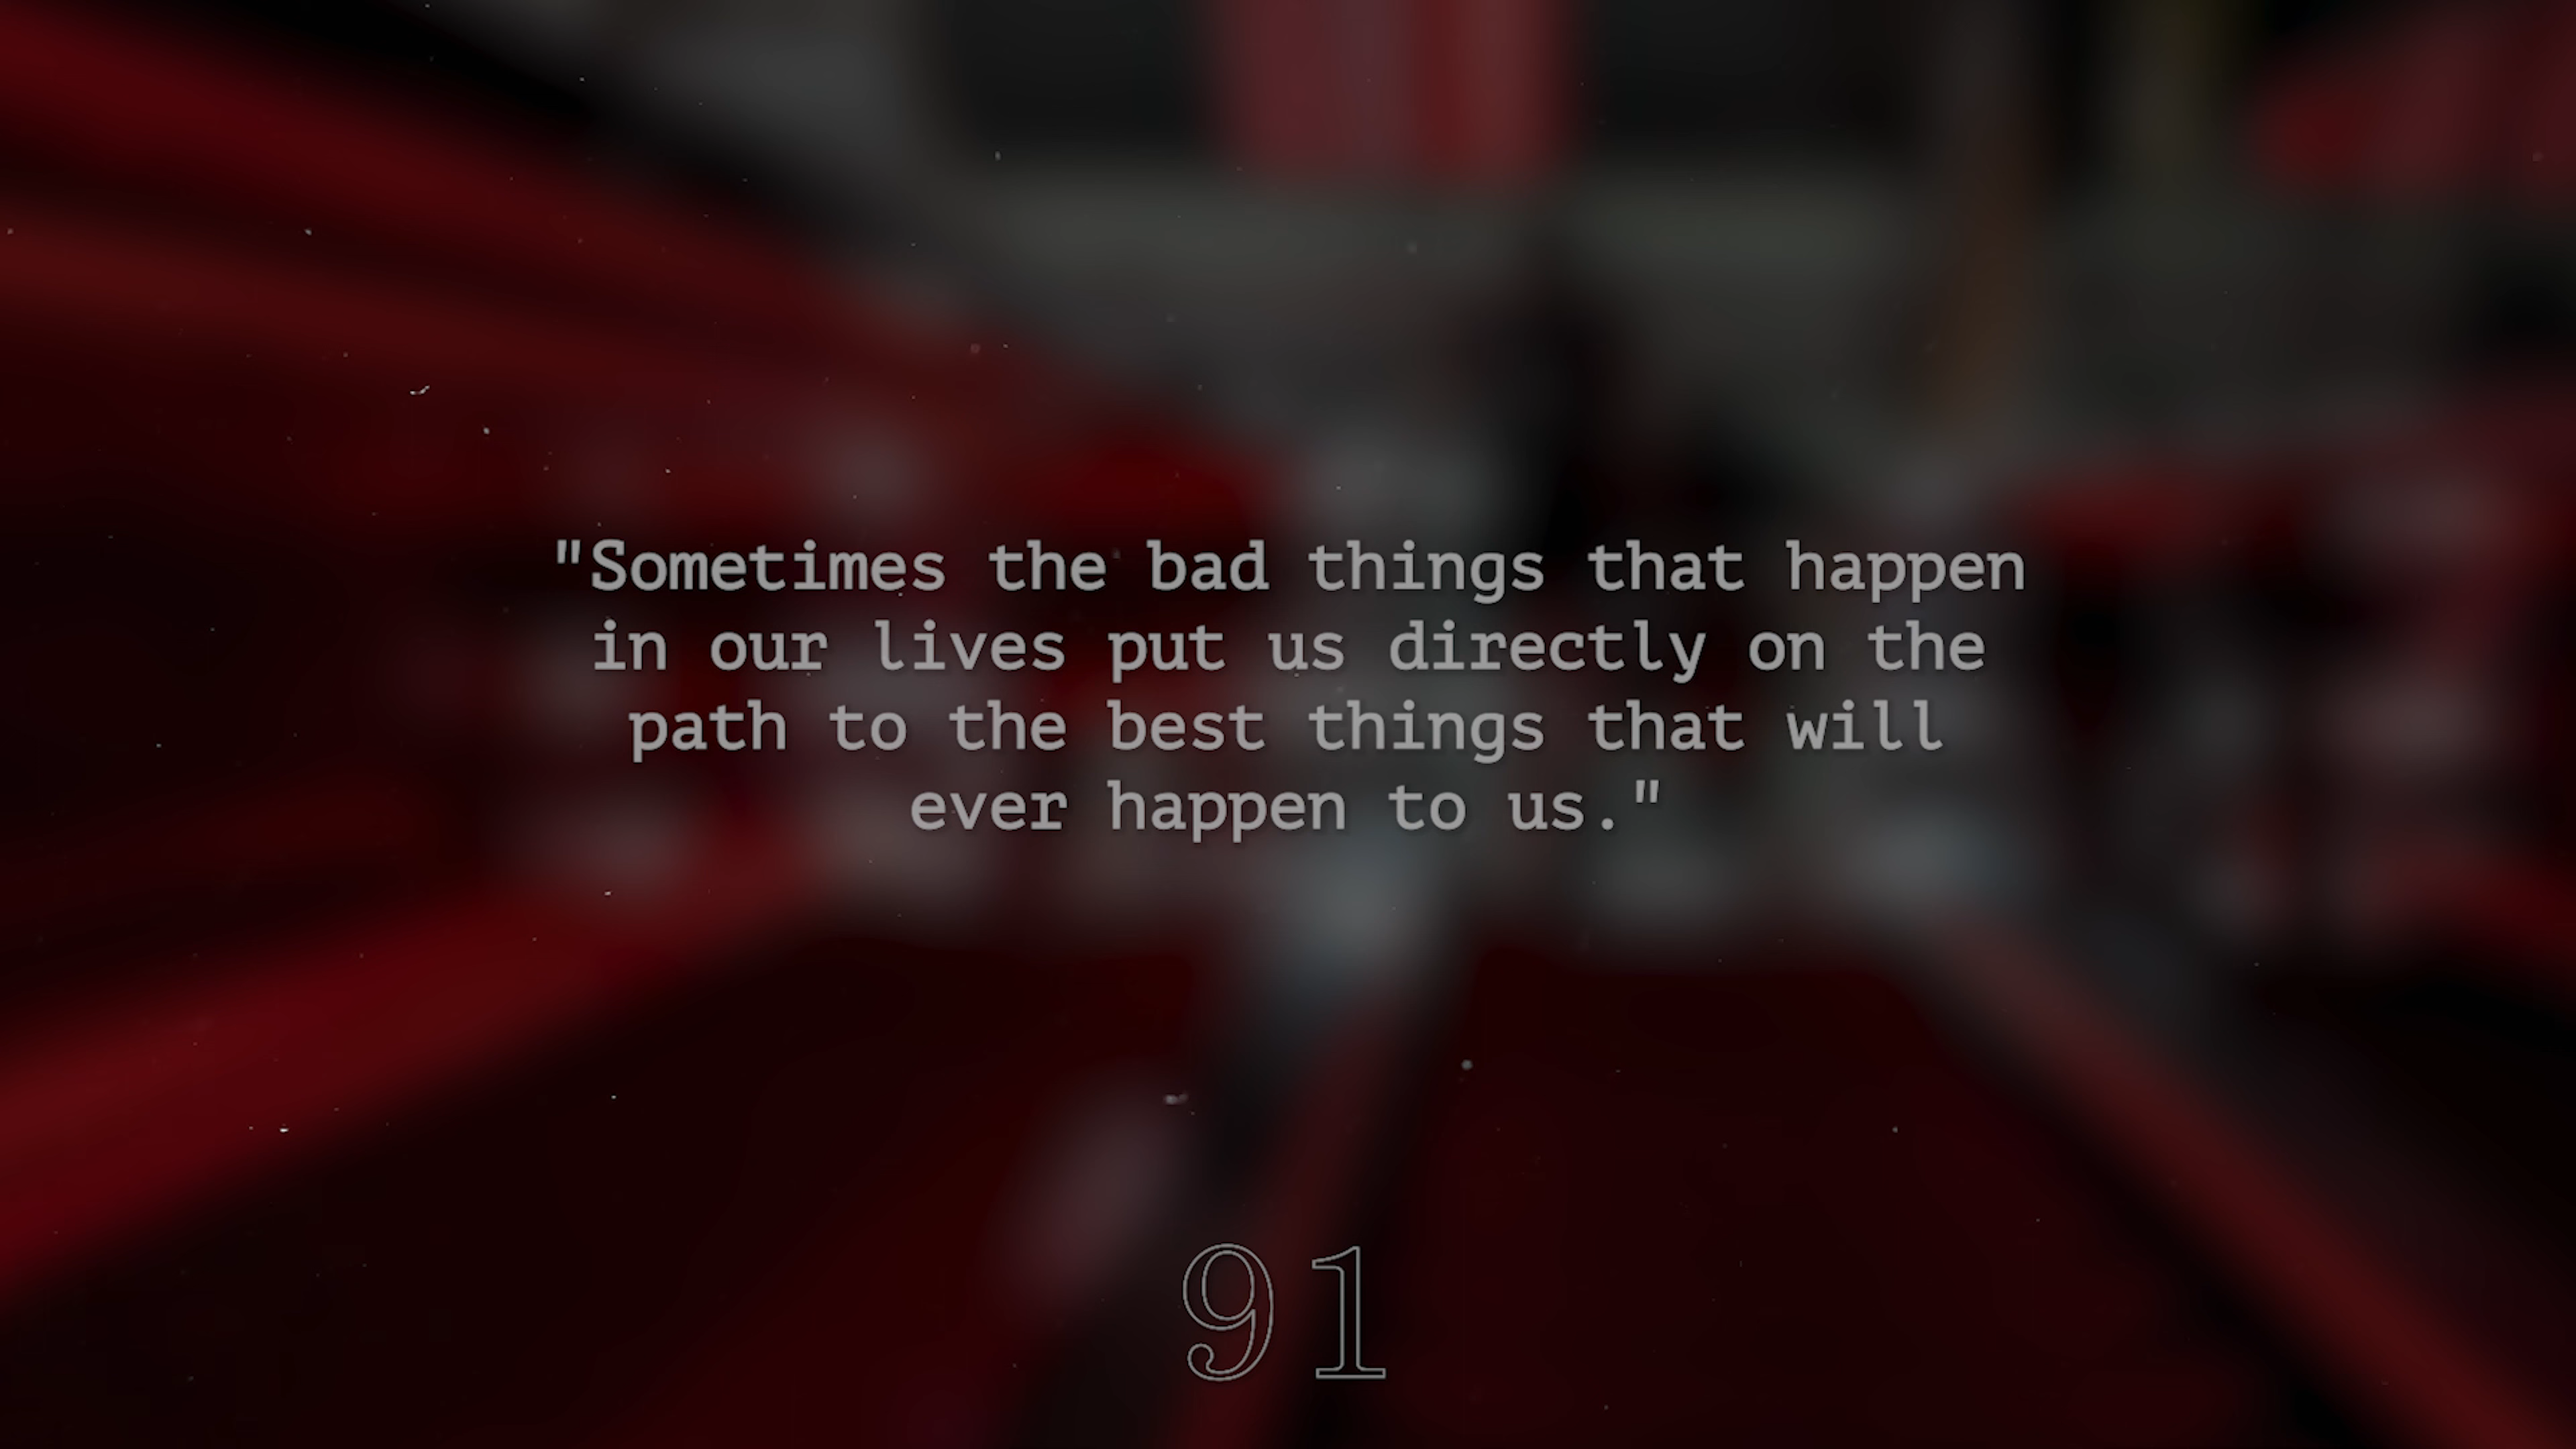 "Sometimes the bad things that happen
in our lives put us directly on the
path to the best things that will
ever happen to us."
91